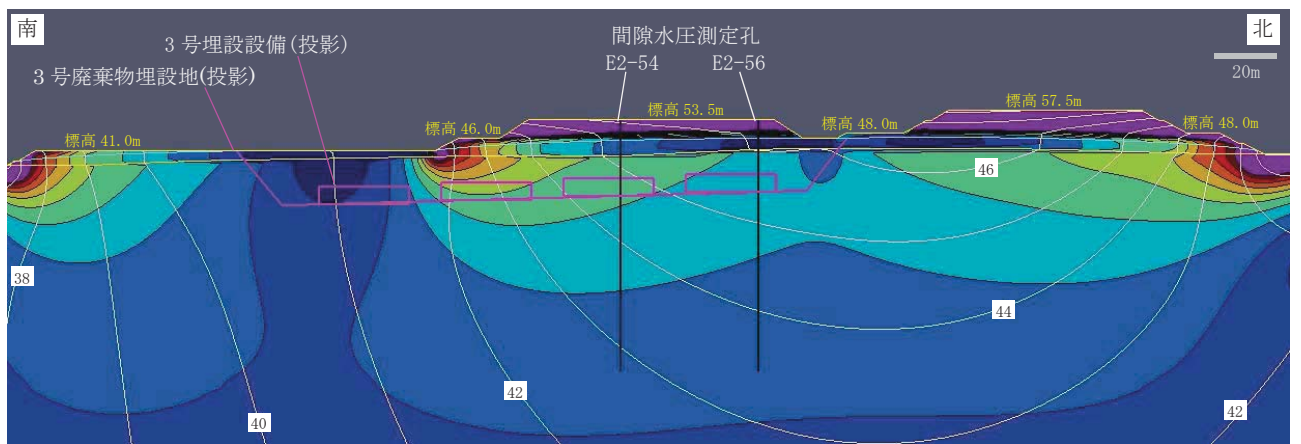 南
北
3号埋設設備(投影)
3号廃棄物埋設地(投影)
間隙水圧測定孔
E2-54
E2-56
20m
標高 41.0m
標高 46.0m
標高 53.5m
標高 48.0m
標高 57.5m
標高 48.0m
46
38
44
42
40
42